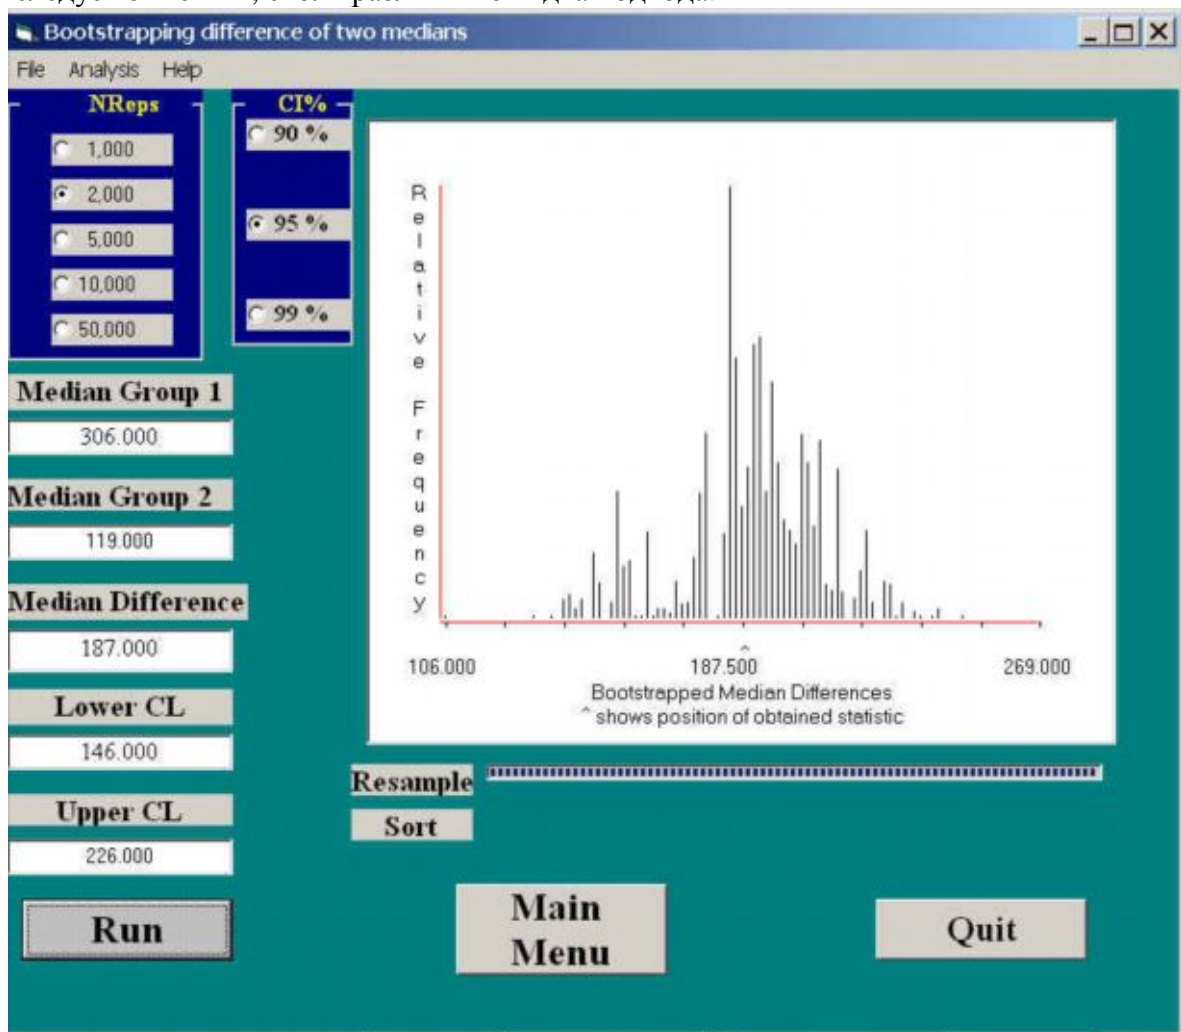 Bootstrapping difference of two medians
File Analysis Help
NReps
1,000
2,000
5,000
10,000
50,000
CI%
90 %
95 %
99 %
Median Group 1
306.000
Median Group 2
119.000
Median Difference
187.000
Lower CL
146.000
Upper CL
226.000
Run
Relative Frequency
106.000 187.500 269.000
Bootstrapped Median Differences
^ shows position of obtained statistic
Resample
Sort
Main
Menu
Quit